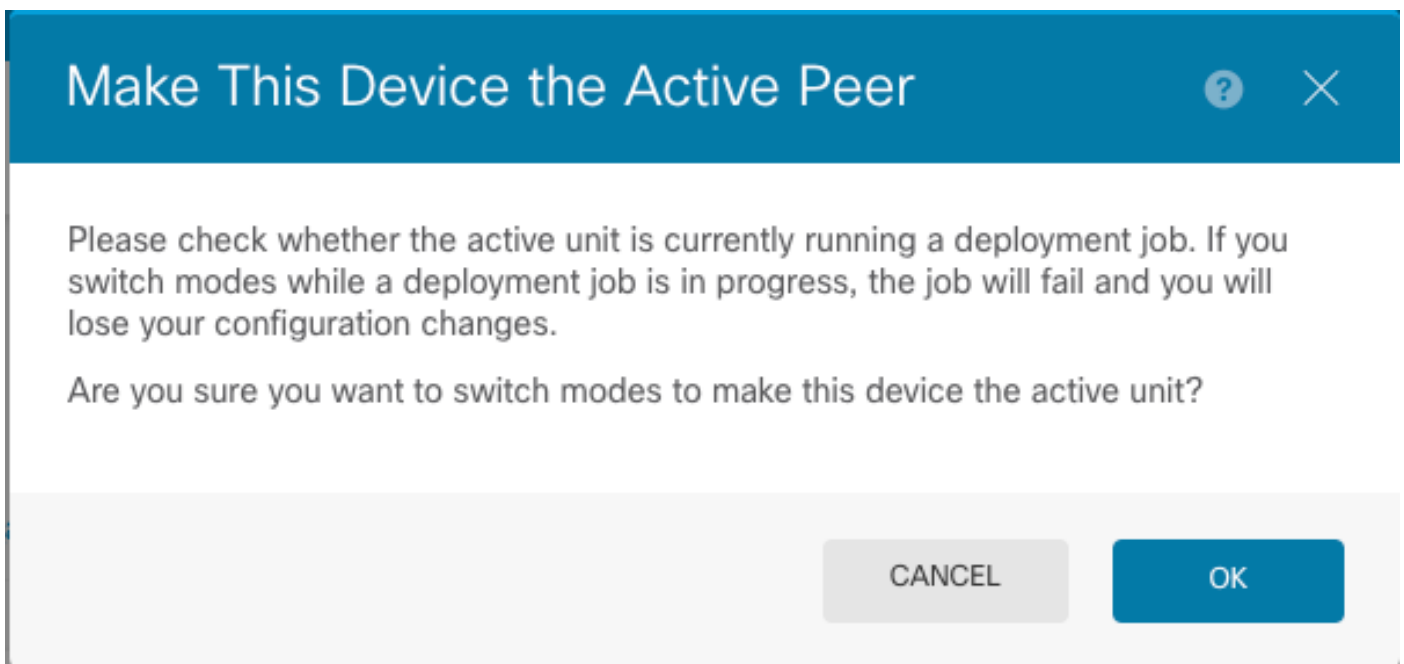 Make This Device the Active Peer
?
Please check whether the active unit is currently running a deployment job. If you
switch modes while a deployment job is in progress, the job will fail and you will
lose your configuration changes.
Are you sure you want to switch modes to make this device the active unit?
CANCEL
OK